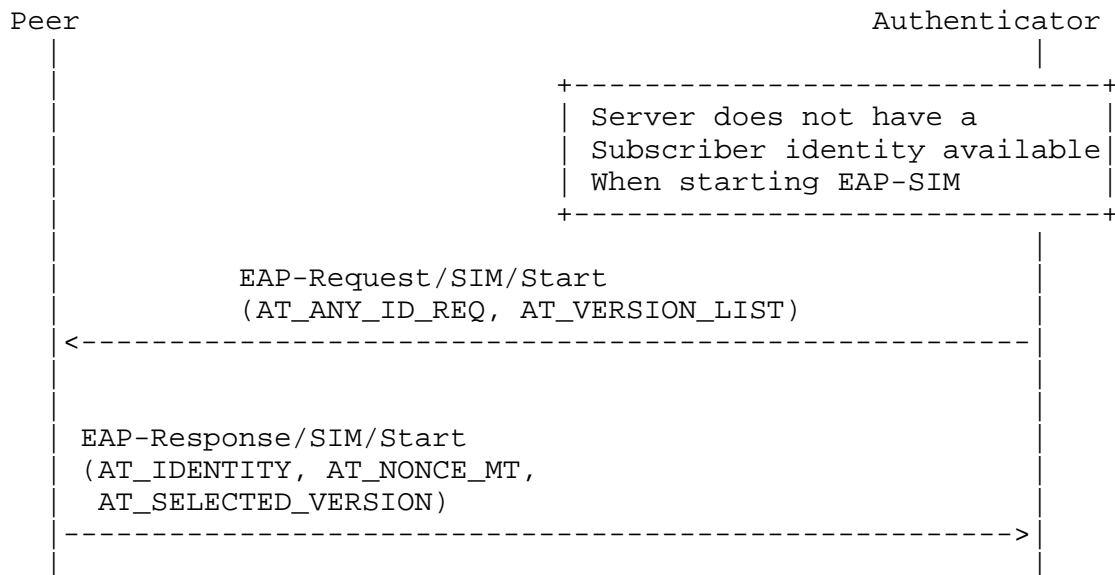 Peer Authenticator
Server does not have a
Subscriber identity available
When starting EAP-SIM
EAP-Request/SIM/Start
(AT_ANY_ID_REQ, AT_VERSION_LIST)
EAP-Response/SIM/Start
(AT_IDENTITY, AT_NONCE_MT,
AT_SELECTED_VERSION)